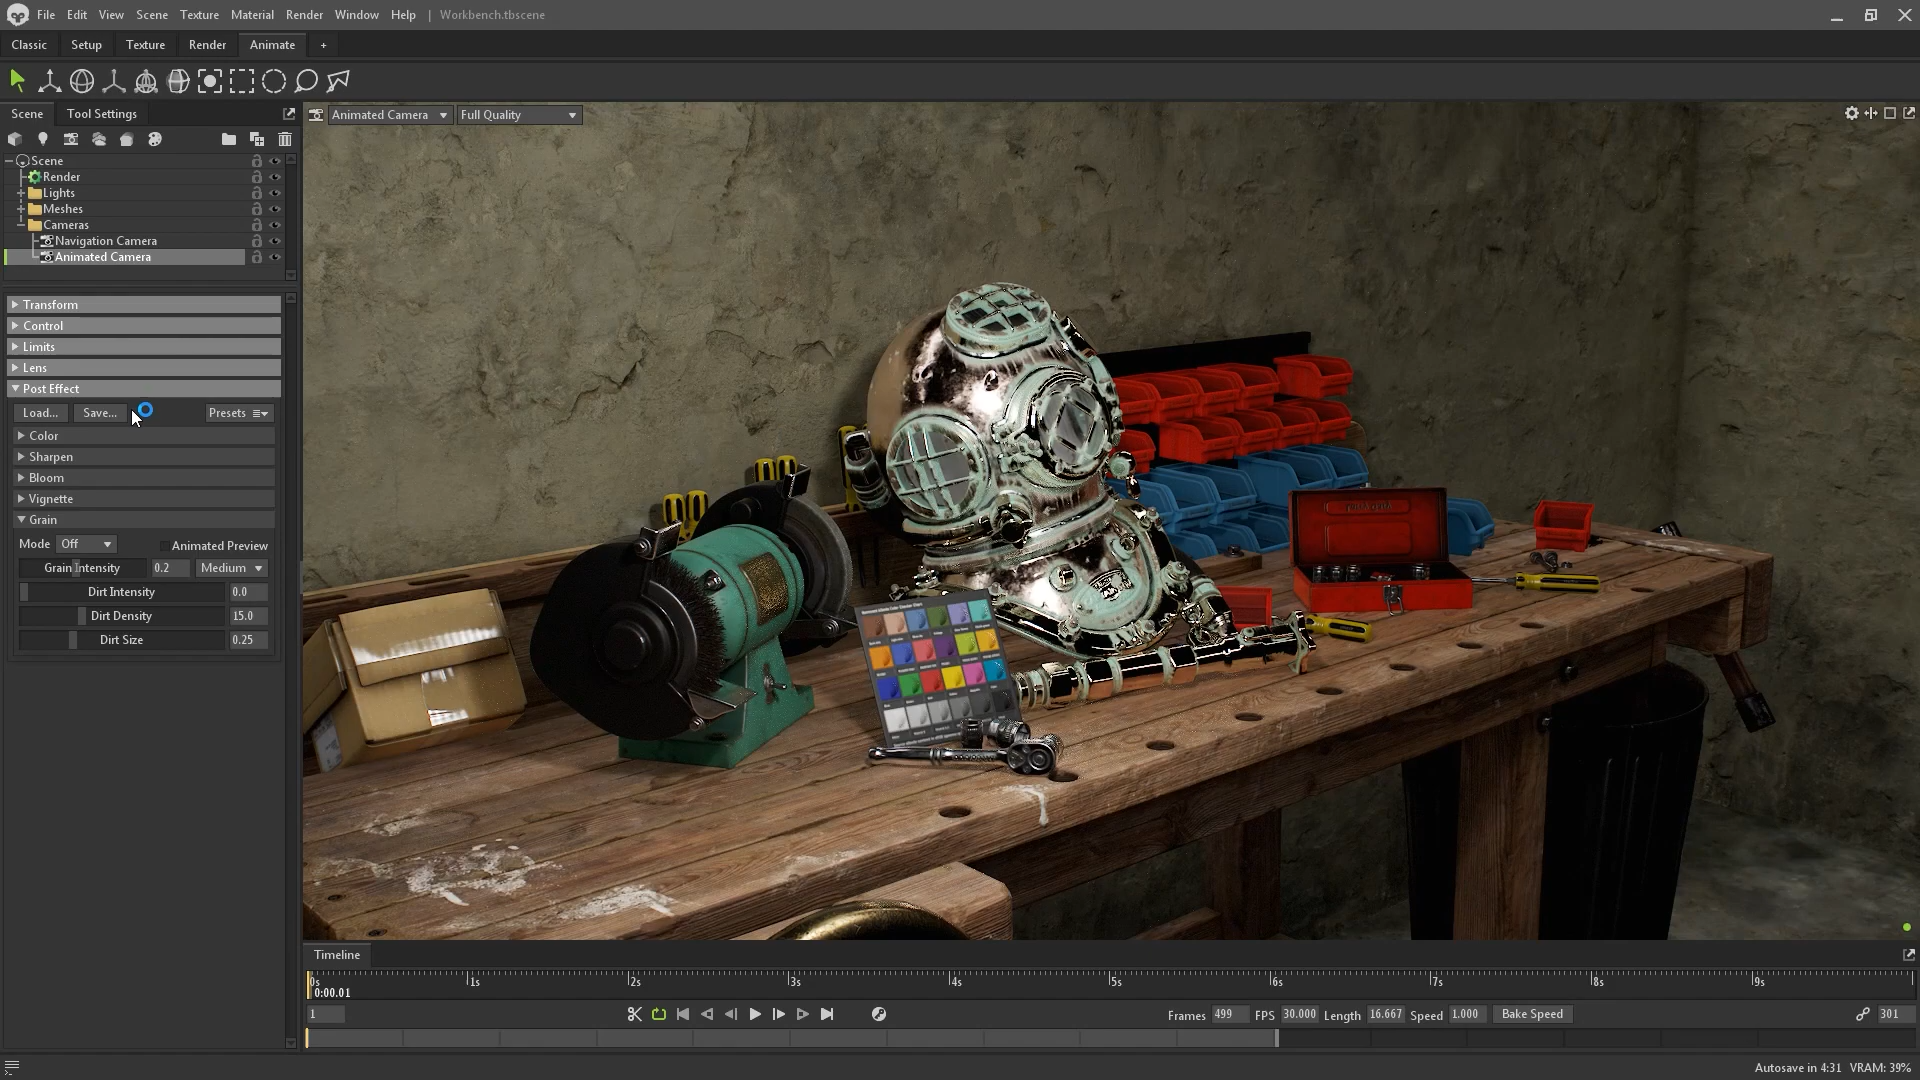 File Edit View Scene Texture Material Render Window Help | Workbench.tbscene
Classic Setup Texture Render Animate +
Scene Tool Settings
Animated Camera Full Quality
Scene
Render
Lights
Meshes
Cameras
Navigation Camera
Animated Camera
Transform
Control
Limits
Lens
Post Effect
Load... Save... Presets
Color
Sharpen
Bloom
Vignette
Grain
Mode Off Animated Preview
Grain Intensity 0.2 Medium
Dirt Intensity 0.0
Dirt Density 15.0
Dirt Size 0.25
Timeline
0s 1s 2s 3s 4s 5s 6s 7s 8s 9s
0:00.01
1 Frames 499 FPS 30.000 Length 16.667 Speed 1.000 Bake Speed 301
Autosave in 4:31 VRAM: 39%